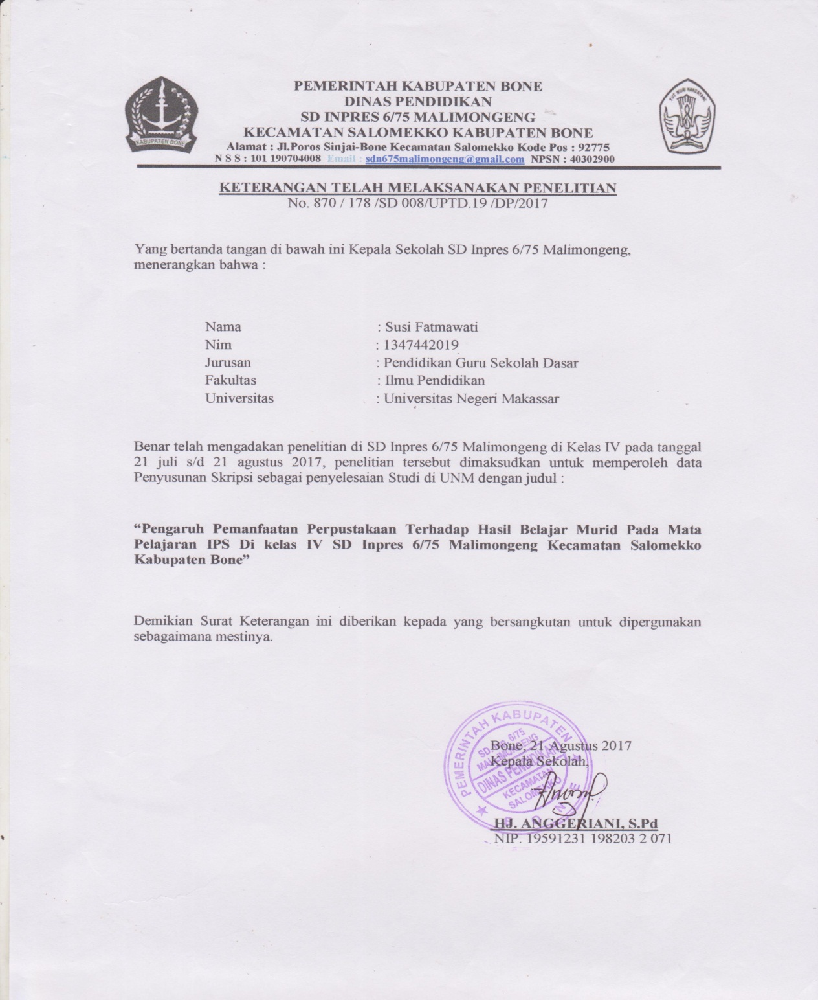 PEMERINTAH KABUPATEN BONE
DINAS PENDIDIKAN
SD INPRES 6/75 MALIMONGENG
KECAMATAN SALOMEKKO KABUPATEN BONE
Alamat : Jl.Poros Sinjai-Bone Kecamatan Salomekko Kode Pos : 92775
N S S : 101 190704008 Email : sdn675malimongeng@gmail.com NPSN : 40302900
KABUPATEN BONE
TUT WURI HANDAYANI
KETERANGAN TELAH MELAKSANAKAN PENELITIAN
No. 870 / 178 /SD 008/UPTD.19 /DP/2017
Yang bertanda tangan di bawah ini Kepala Sekolah SD Inpres 6/75 Malimongeng,
menerangkan bahwa :
Nama : Susi Fatmawati
Nim : 1347442019
Jurusan : Pendidikan Guru Sekolah Dasar
Fakultas : Ilmu Pendidikan
Universitas : Universitas Negeri Makassar
Benar telah mengadakan penelitian di SD Inpres 6/75 Malimongeng di Kelas IV pada tanggal
21 juli s/d 21 agustus 2017, penelitian tersebut dimaksudkan untuk memperoleh data
Penyusunan Skripsi sebagai penyelesaian Studi di UNM dengan judul :
“Pengaruh Pemanfaatan Perpustakaan Terhadap Hasil Belajar Murid Pada Mata
Pelajaran IPS Di kelas IV SD Inpres 6/75 Malimongeng Kecamatan Salomekko
Kabupaten Bone”
Demikian Surat Keterangan ini diberikan kepada yang bersangkutan untuk dipergunakan
sebagaimana mestinya.
Bone, 21 Agustus 2017
Kepala Sekolah,
PEMERINTAH KABUPATEN
BONE
6/75
MALIMONGENG
DINAS PENDIDIKAN
KECAMATAN
SALOMEKKO
HJ. ANGGERIANI, S.Pd
NIP. 19591231 198203 2 071